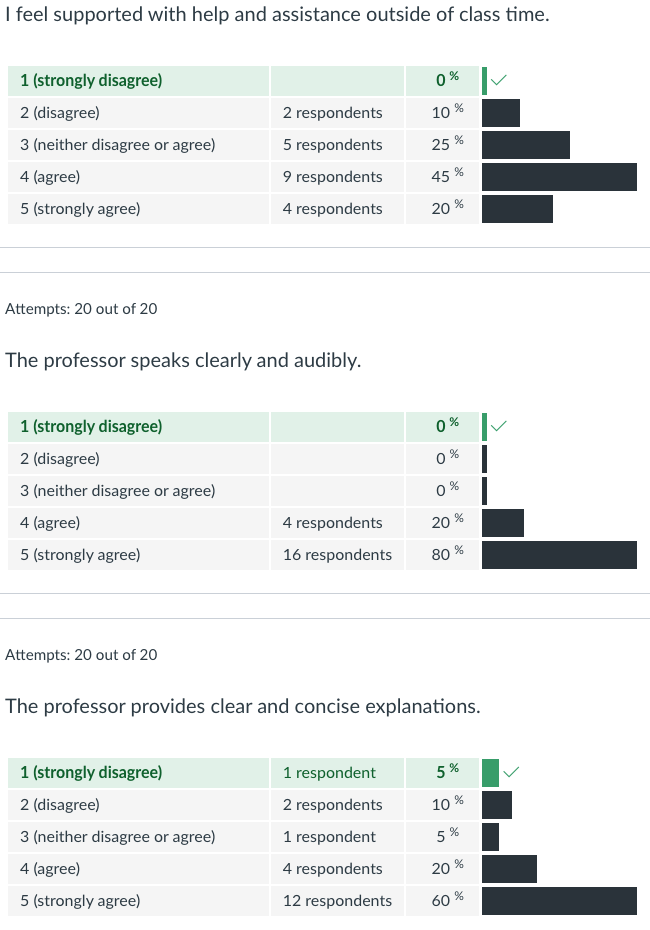 I feel supported with help and assistance outside of class time.
1 (strongly disagree) 0 %
2 (disagree) 2 respondents 10 %
3 (neither disagree or agree) 5 respondents 25 %
4 (agree) 9 respondents 45 %
5 (strongly agree) 4 respondents 20 %
Attempts: 20 out of 20
The professor speaks clearly and audibly.
1 (strongly disagree) 0 %
2 (disagree) 0 %
3 (neither disagree or agree) 0 %
4 (agree) 4 respondents 20 %
5 (strongly agree) 16 respondents 80 %
Attempts: 20 out of 20
The professor provides clear and concise explanations.
1 (strongly disagree) 1 respondent 5 %
2 (disagree) 2 respondents 10 %
3 (neither disagree or agree) 1 respondent 5 %
4 (agree) 4 respondents 20 %
5 (strongly agree) 12 respondents 60 %